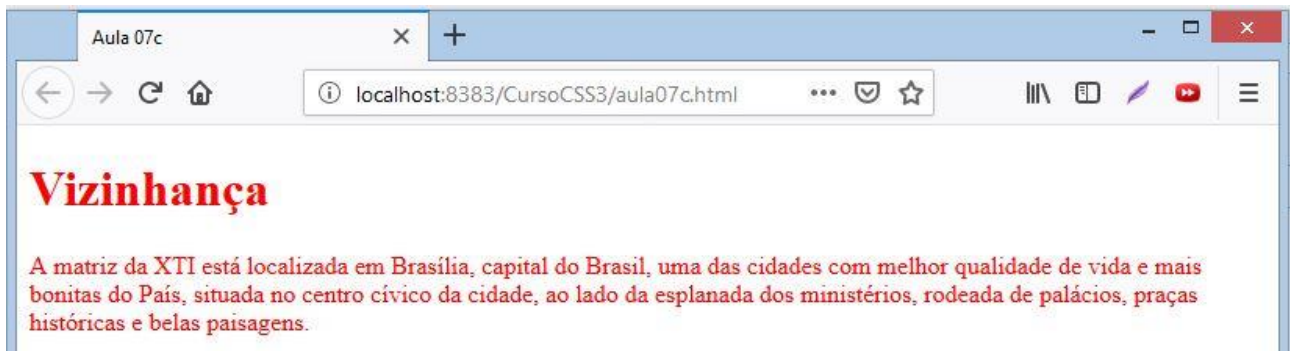 Aula 07c
localhost:8383/CursoCSS3/aula07c.html
Vizinhança
A matriz da XTI está localizada em Brasília, capital do Brasil, uma das cidades com melhor qualidade de vida e mais
bonitas do País, situada no centro cívico da cidade, ao lado da esplanada dos ministérios, rodeada de palácios, praças
históricas e belas paisagens.